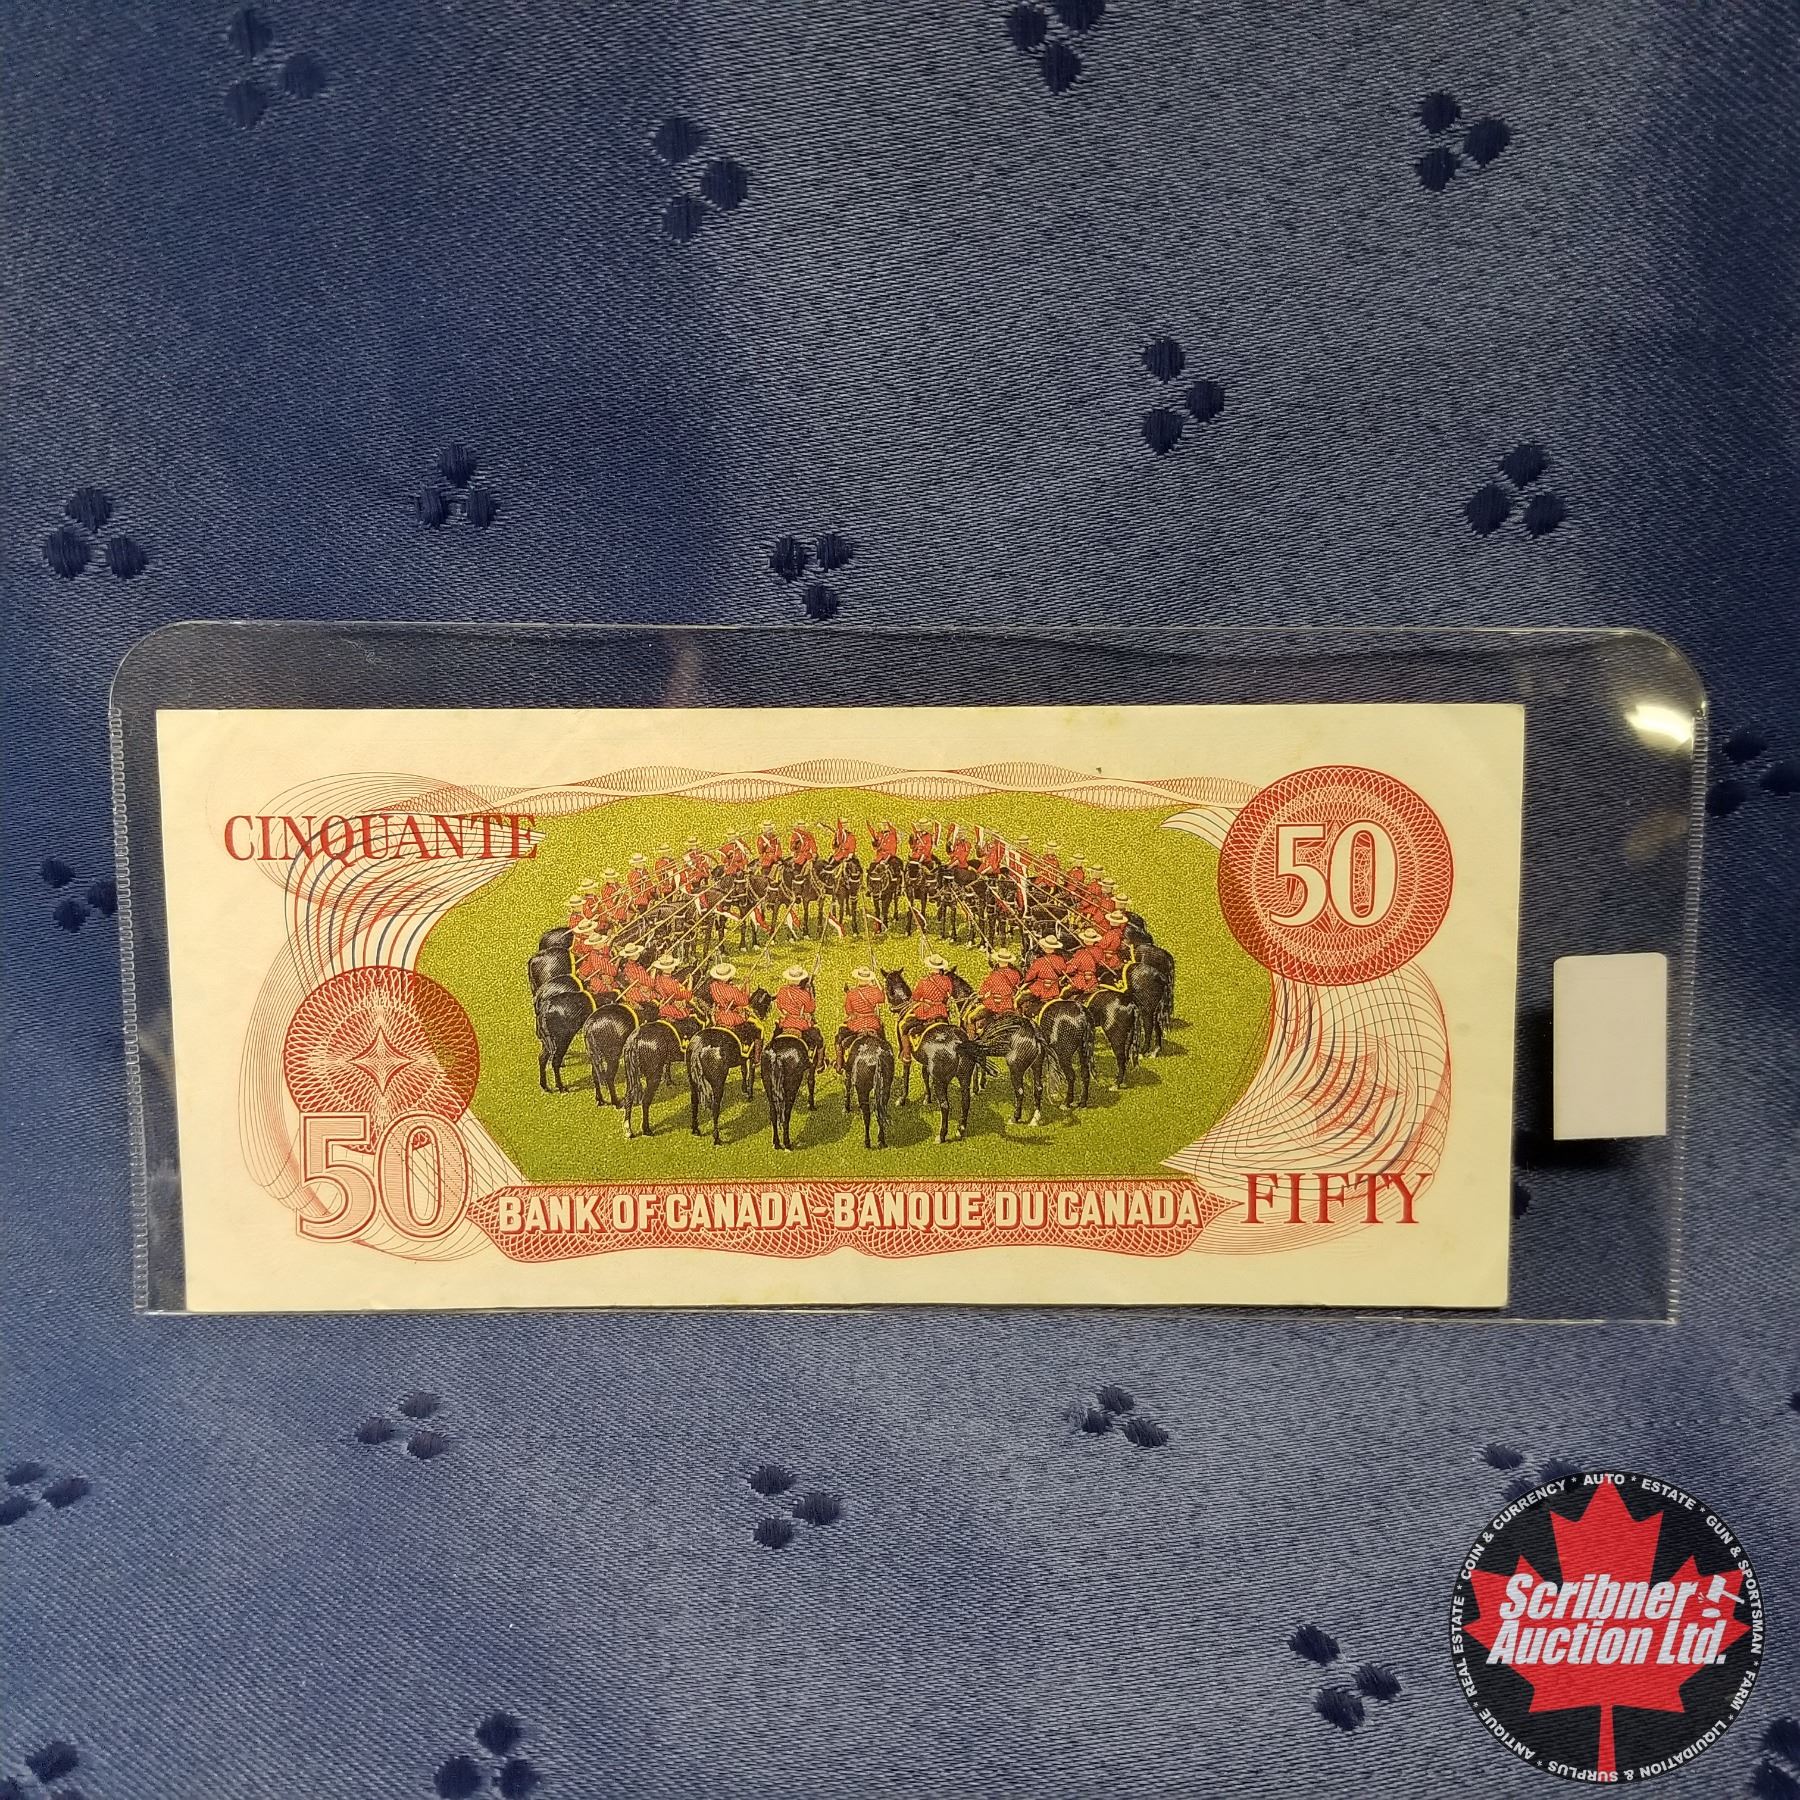 CINQUANTE
50
50
BANK OF CANADA-BANQUE DU CANADA
FIFTY
Scribner
Auction Ltd.
* COIN & CURRENCY * AUTO * ESTATE * GUN & SPORTSMAN * FARM * LIQUIDATION & SURPLUS * ANTIQUE * REAL ESTATE